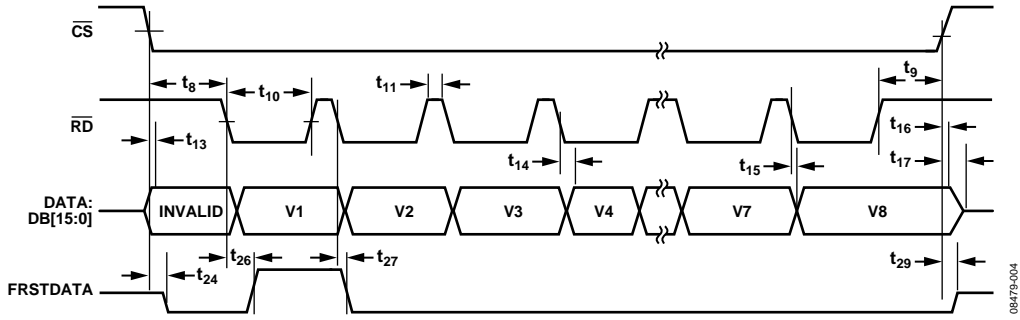 CS
t8
t10
t11
t9
RD
t13
t14
t15
t16
t17
DATA:
DB[15:0]
INVALID
V1
V2
V3
V4
V7
V8
t24
t26
t27
t29
FRSTDATA
08479-004